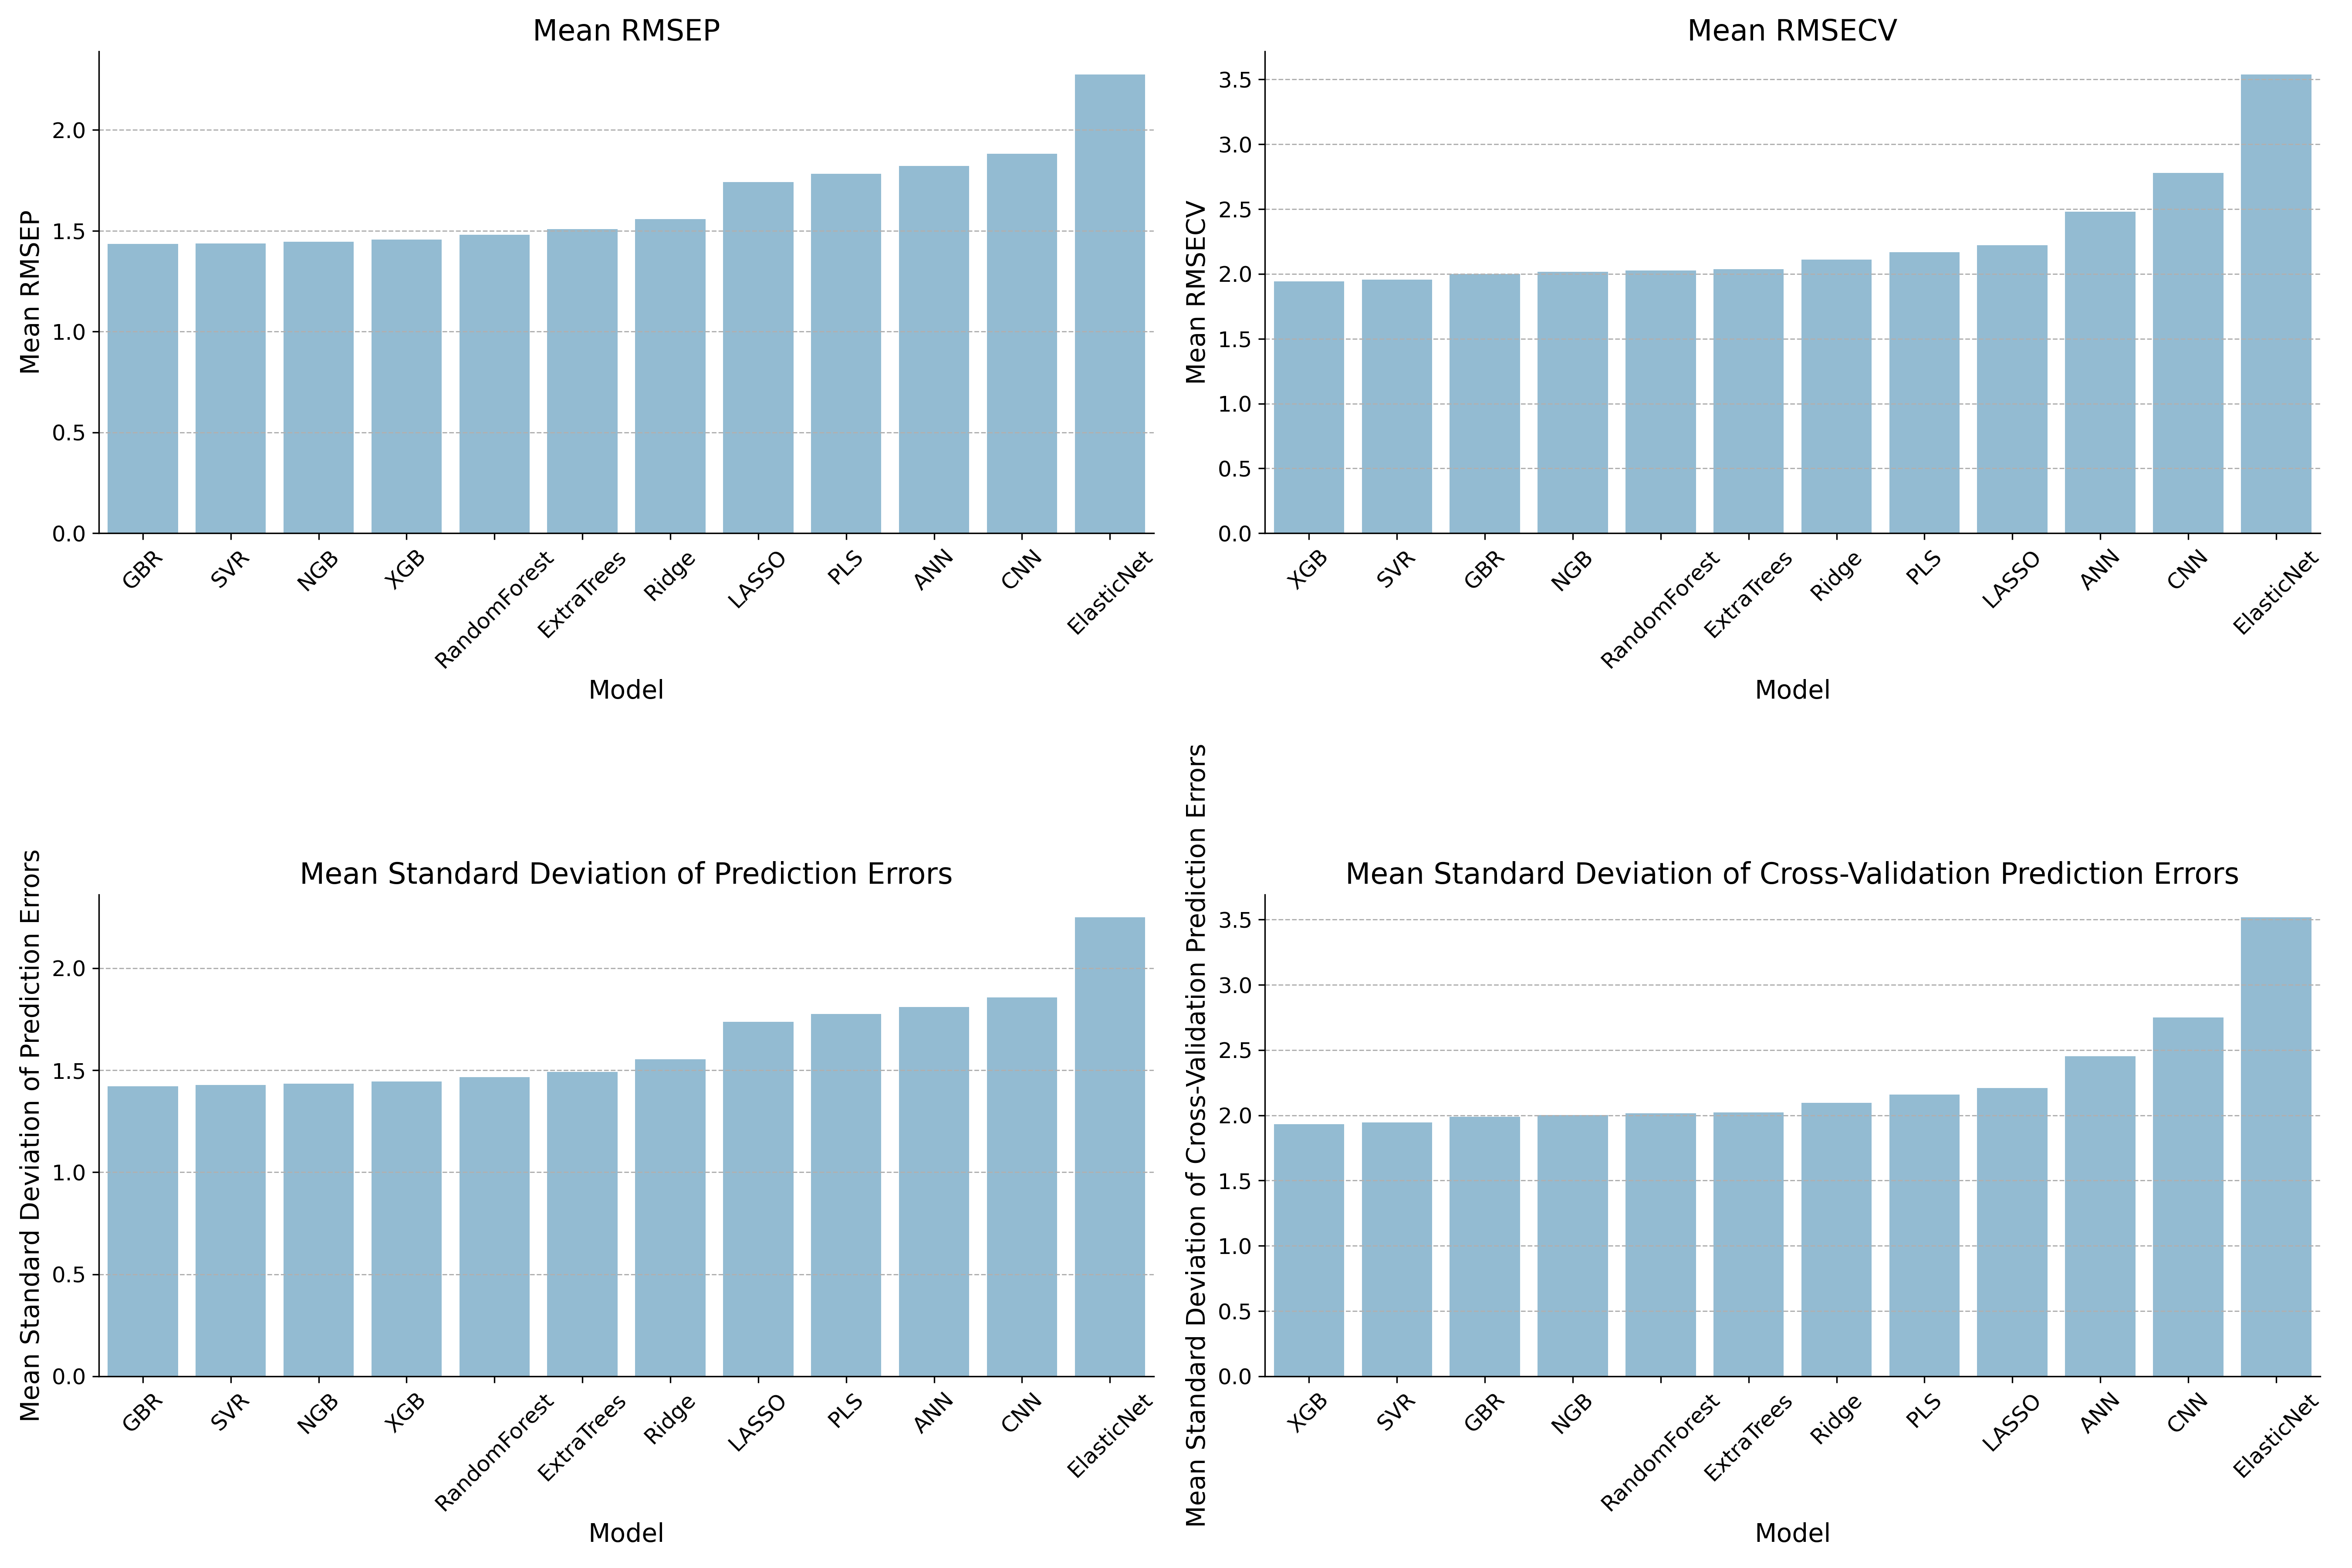 Mean RMSEP
Mean RMSEP
2.0
1.5
1.0
0.5
0.0
GBR
SVR
NGB
XGB
RandomForest
ExtraTrees
Ridge
LASSO
PLS
ANN
CNN
ElasticNet
Model
Mean RMSECV
Mean RMSECV
3.5
3.0
2.5
2.0
1.5
1.0
0.5
0.0
XGB
SVR
GBR
NGB
RandomForest
ExtraTrees
Ridge
PLS
LASSO
ANN
CNN
ElasticNet
Model
Mean Standard Deviation of Prediction Errors
Mean Standard Deviation of Prediction Errors
2.0
1.5
1.0
0.5
0.0
GBR
SVR
NGB
XGB
RandomForest
ExtraTrees
Ridge
LASSO
PLS
ANN
CNN
ElasticNet
Model
Mean Standard Deviation of Cross-Validation Prediction Errors
Mean Standard Deviation of Cross-Validation Prediction Errors
3.5
3.0
2.5
2.0
1.5
1.0
0.5
0.0
XGB
SVR
GBR
NGB
RandomForest
ExtraTrees
Ridge
PLS
LASSO
ANN
CNN
ElasticNet
Model